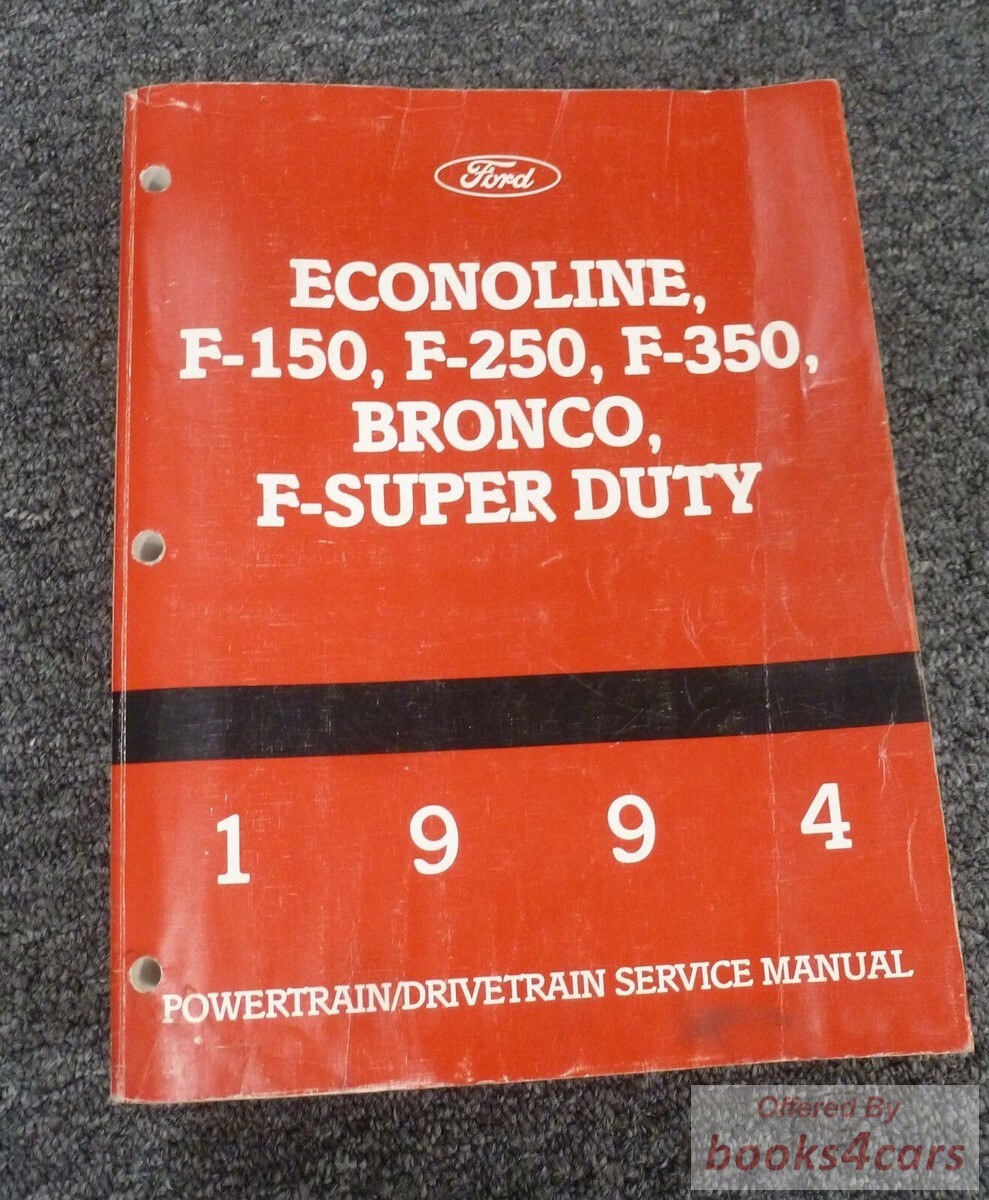 Ford
ECONOLINE,
F-150, F-250, F-350,
BRONCO,
F-SUPER DUTY
1 9 9 4
POWERTRAIN/DRIVETRAIN SERVICE MANUAL
Offered By
books4cars